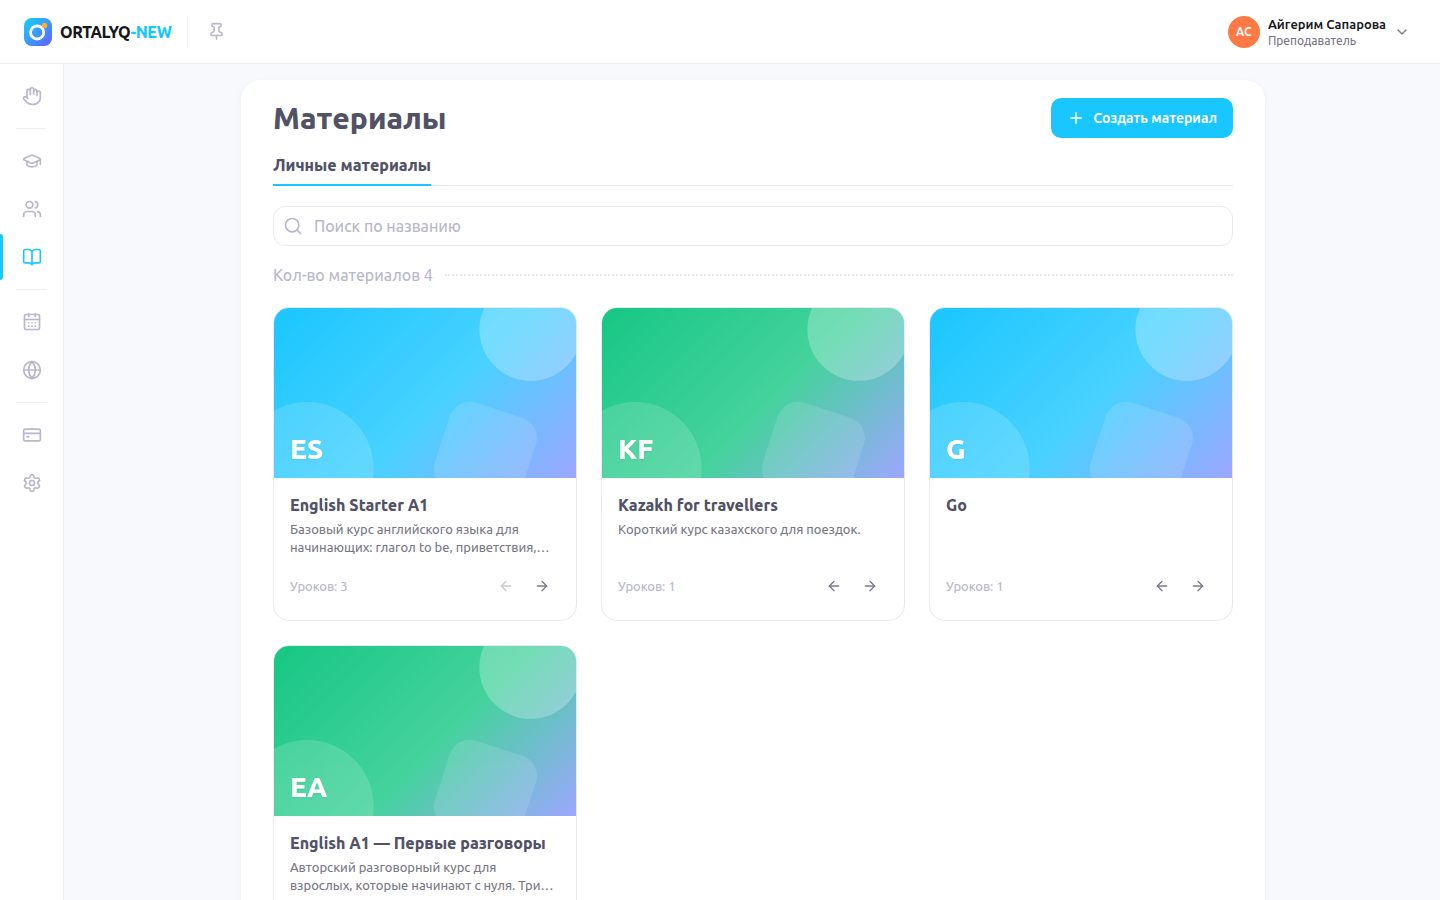 ORTALYQ-NEW
АС
Айгерим Сапарова
Преподаватель
Материалы
Создать материал
Личные материалы
Поиск по названию
Кол-во материалов 4
ES
English Starter A1
Базовый курс английского языка для
начинающих: глагол to be, приветствия,…
Уроков: 3
KF
Kazakh for travellers
Короткий курс казахского для поездок.
Уроков: 1
G
Go
Уроков: 1
EA
English A1 — Первые разговоры
Авторский разговорный курс для
взрослых, которые начинают с нуля. Три…